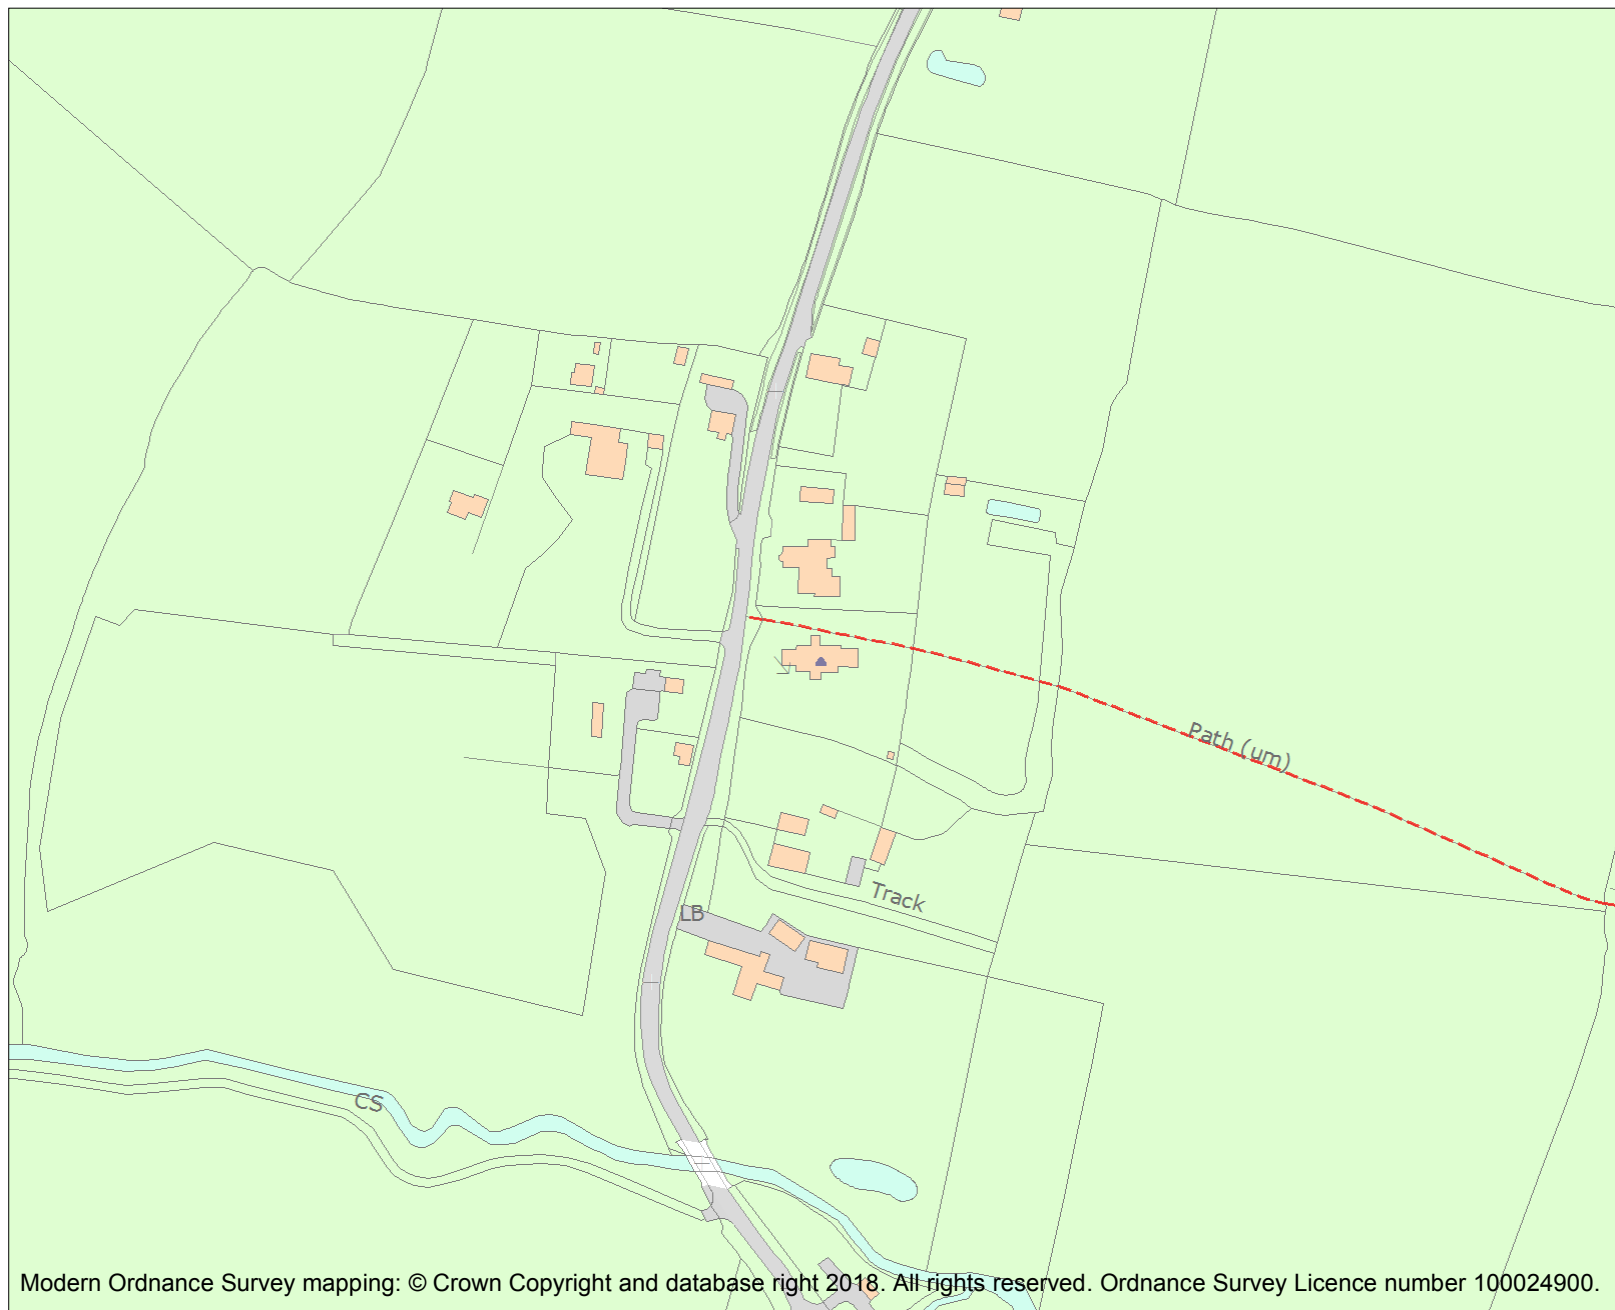 Path (um)
Track
LB
CS
Modern Ordnance Survey mapping: © Crown Copyright and database right 2018. All rights reserved. Ordnance Survey Licence number 100024900.